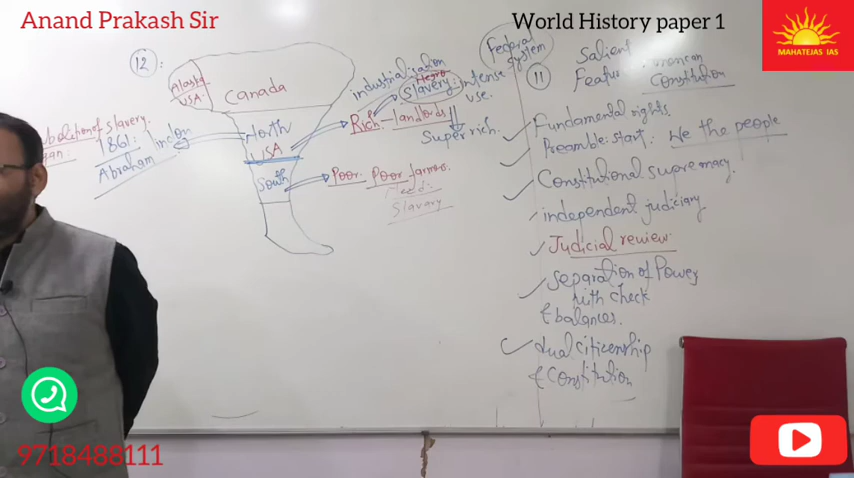 Anand Prakash Sir
World History paper 1
MAHATEJAS IAS
12:
Alaska
USA
Canada
North
USA
South
industrialization
Negro
Slavery: intense
use.
Rich - landlords
Super rich.
Poor: Poor farmers.
Need:
Slavery
Abolition of Slavery.
1861:
Abraham lincon
Federal
System
11
Salient
Constitution
Fundamental rights.
Preamble: start: We the people
Constitutional supremacy.
independent judiciary
Judicial review.
Separation of Power
with check
& balances.
dual citizenship
& Constitution
9718488111